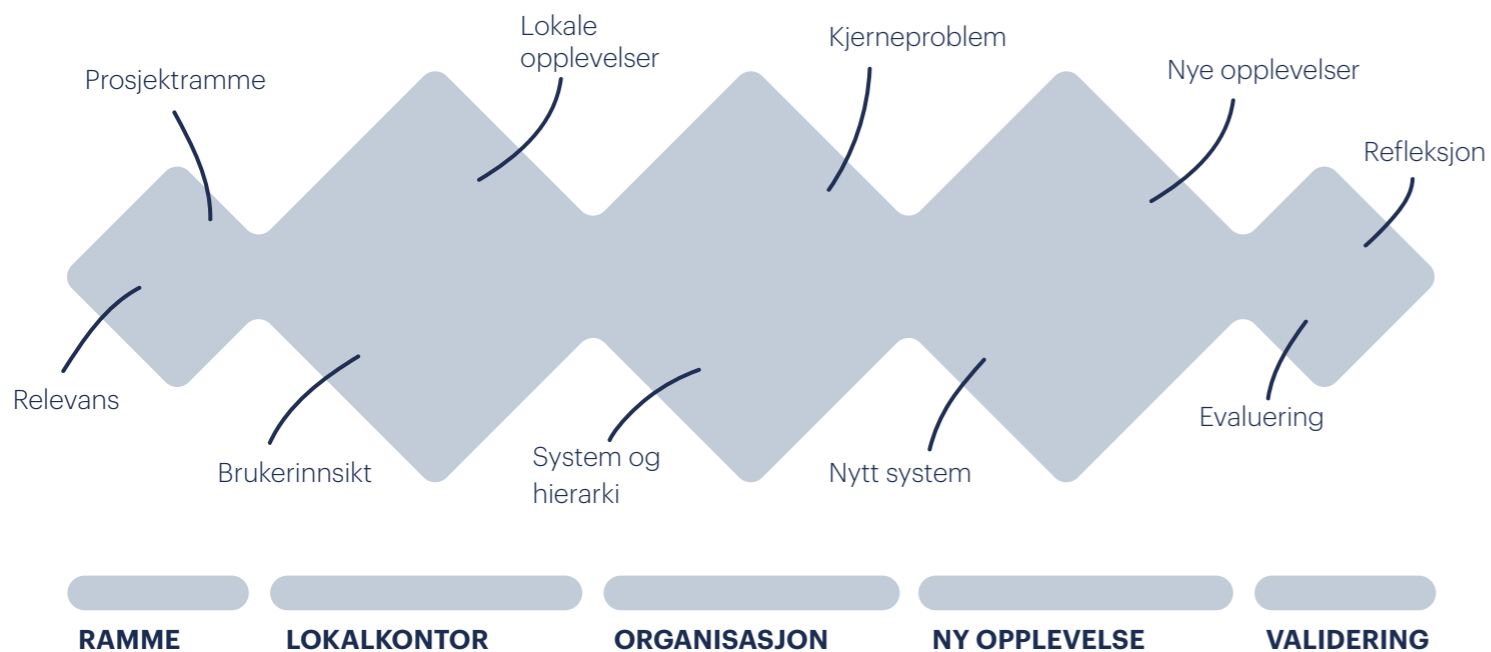 Lokale
opplevelser
Kjerneproblem
Prosjektramme
Nye opplevelser
Refleksjon
Relevans
Brukerinnsikt
System og
hierarki
Nytt system
Evaluering
RAMME
LOKALKONTOR
ORGANISASJON
NY OPPLEVELSE
VALIDERING